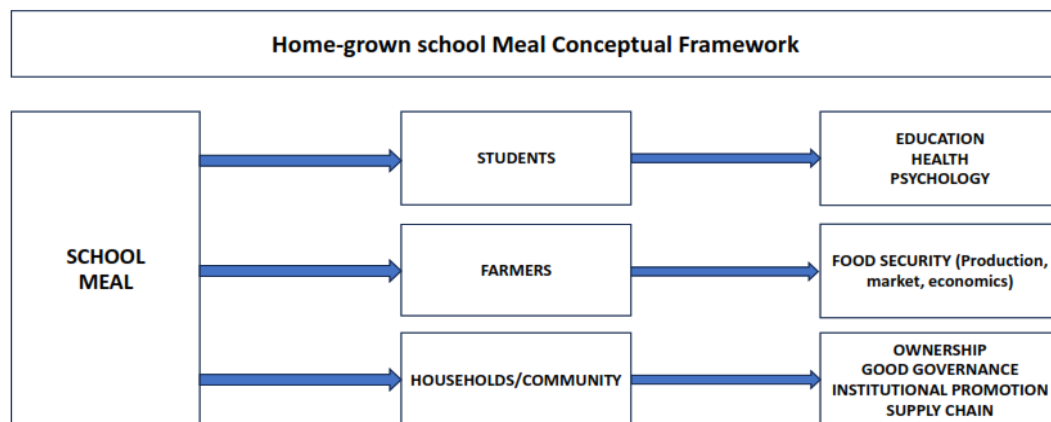 Home-grown school Meal Conceptual Framework
SCHOOL
MEAL
STUDENTS
EDUCATION
HEALTH
PSYCHOLOGY
FARMERS
FOOD SECURITY (Production,
market, economics)
HOUSEHOLDS/COMMUNITY
OWNERSHIP
GOOD GOVERNANCE
INSTITUTIONAL PROMOTION
SUPPLY CHAIN